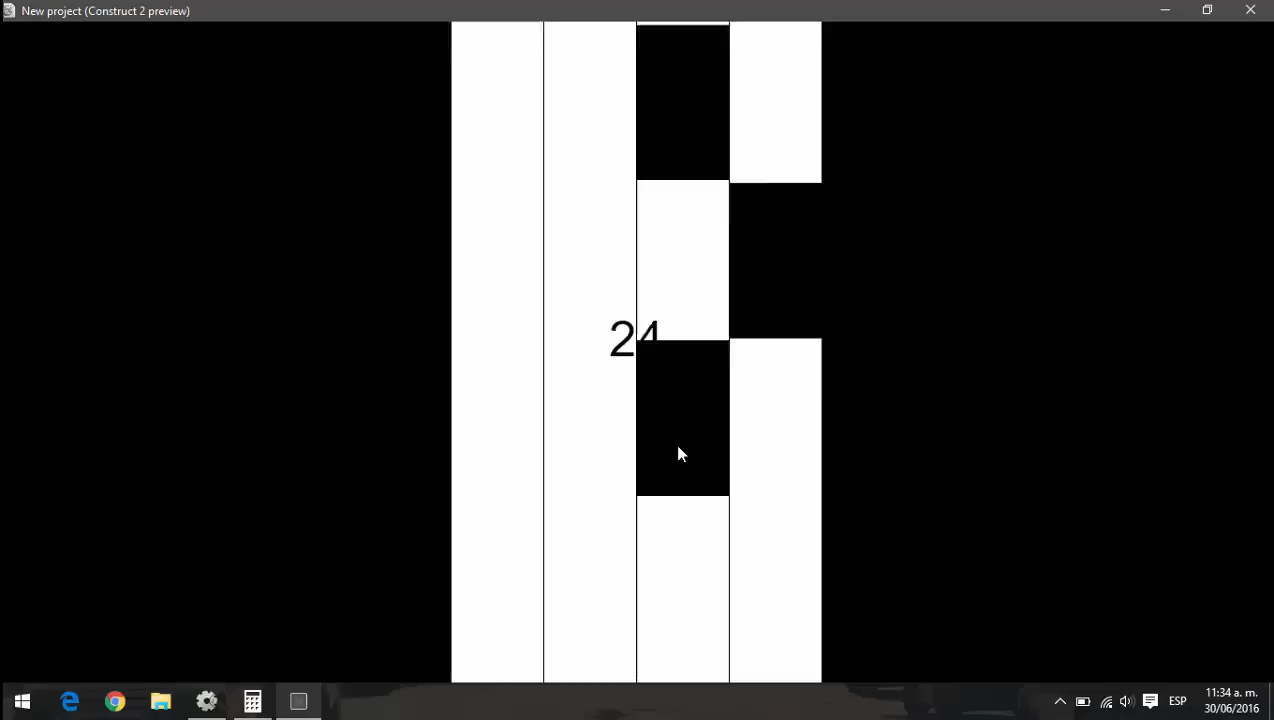 New project (Construct 2 preview)
24
ESP
11:34 a. m.
30/06/2016